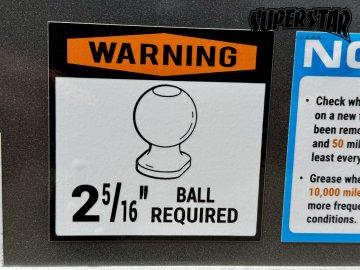 SUPERSTAR
WARNING
2 5/16" BALL
REQUIRED
NO
• Check wh
on a new t
been remo
and 50 mil
least every
• Grease whe
10,000 mile
more freque
conditions.